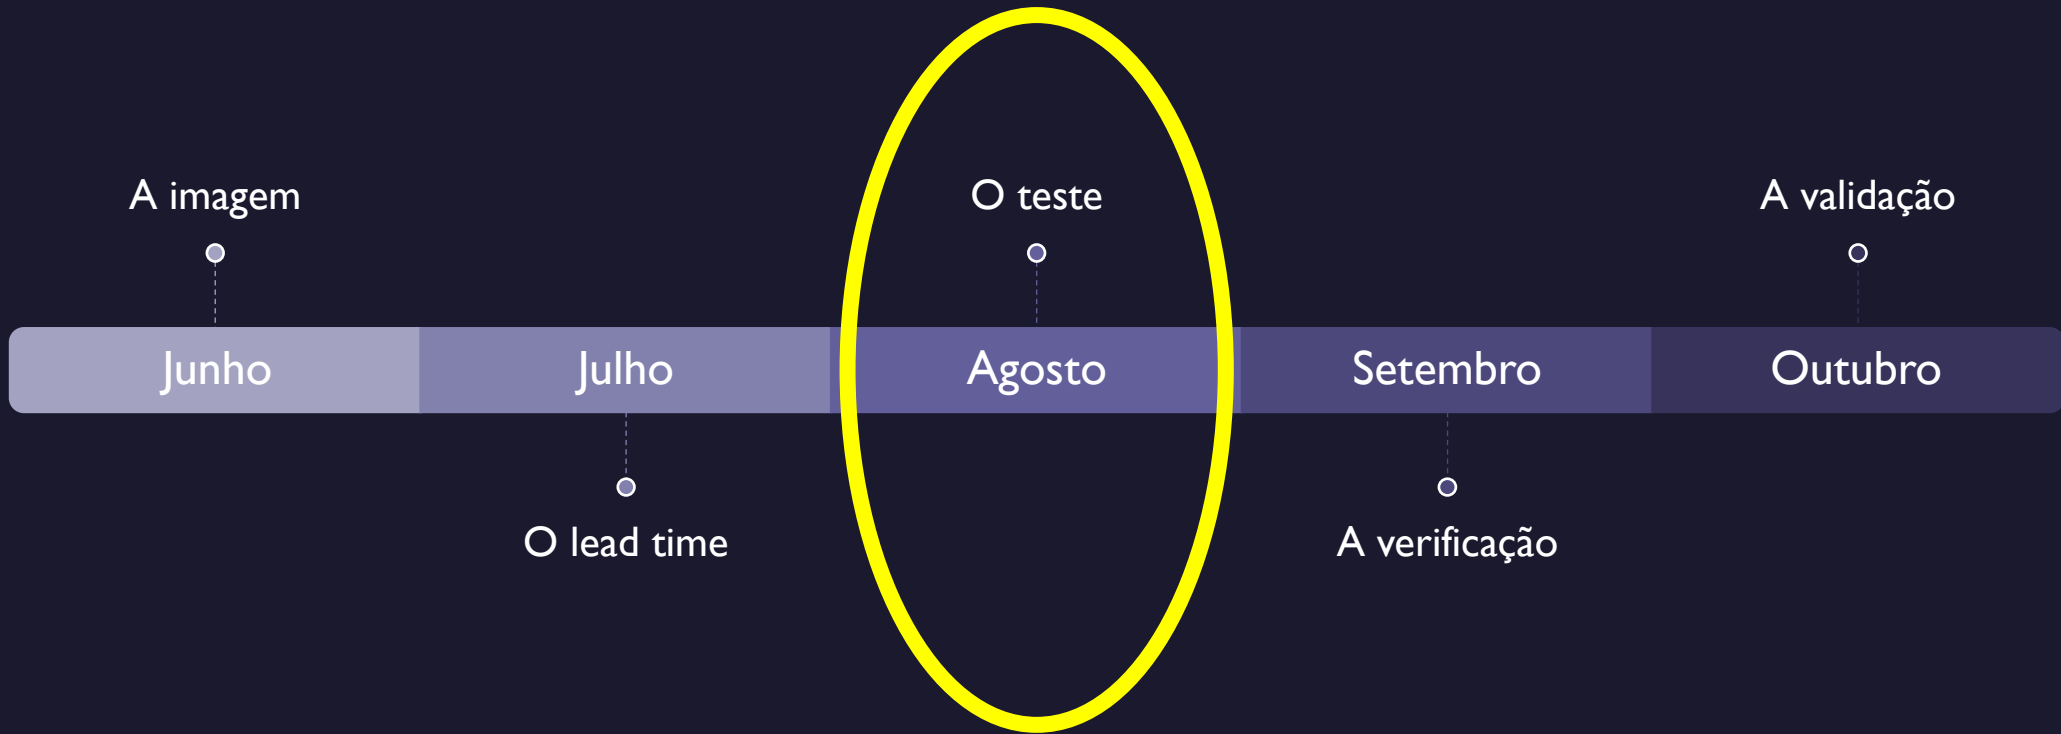 A imagem
O teste
A validação
Junho
Julho
Agosto
Setembro
Outubro
O lead time
A verificação